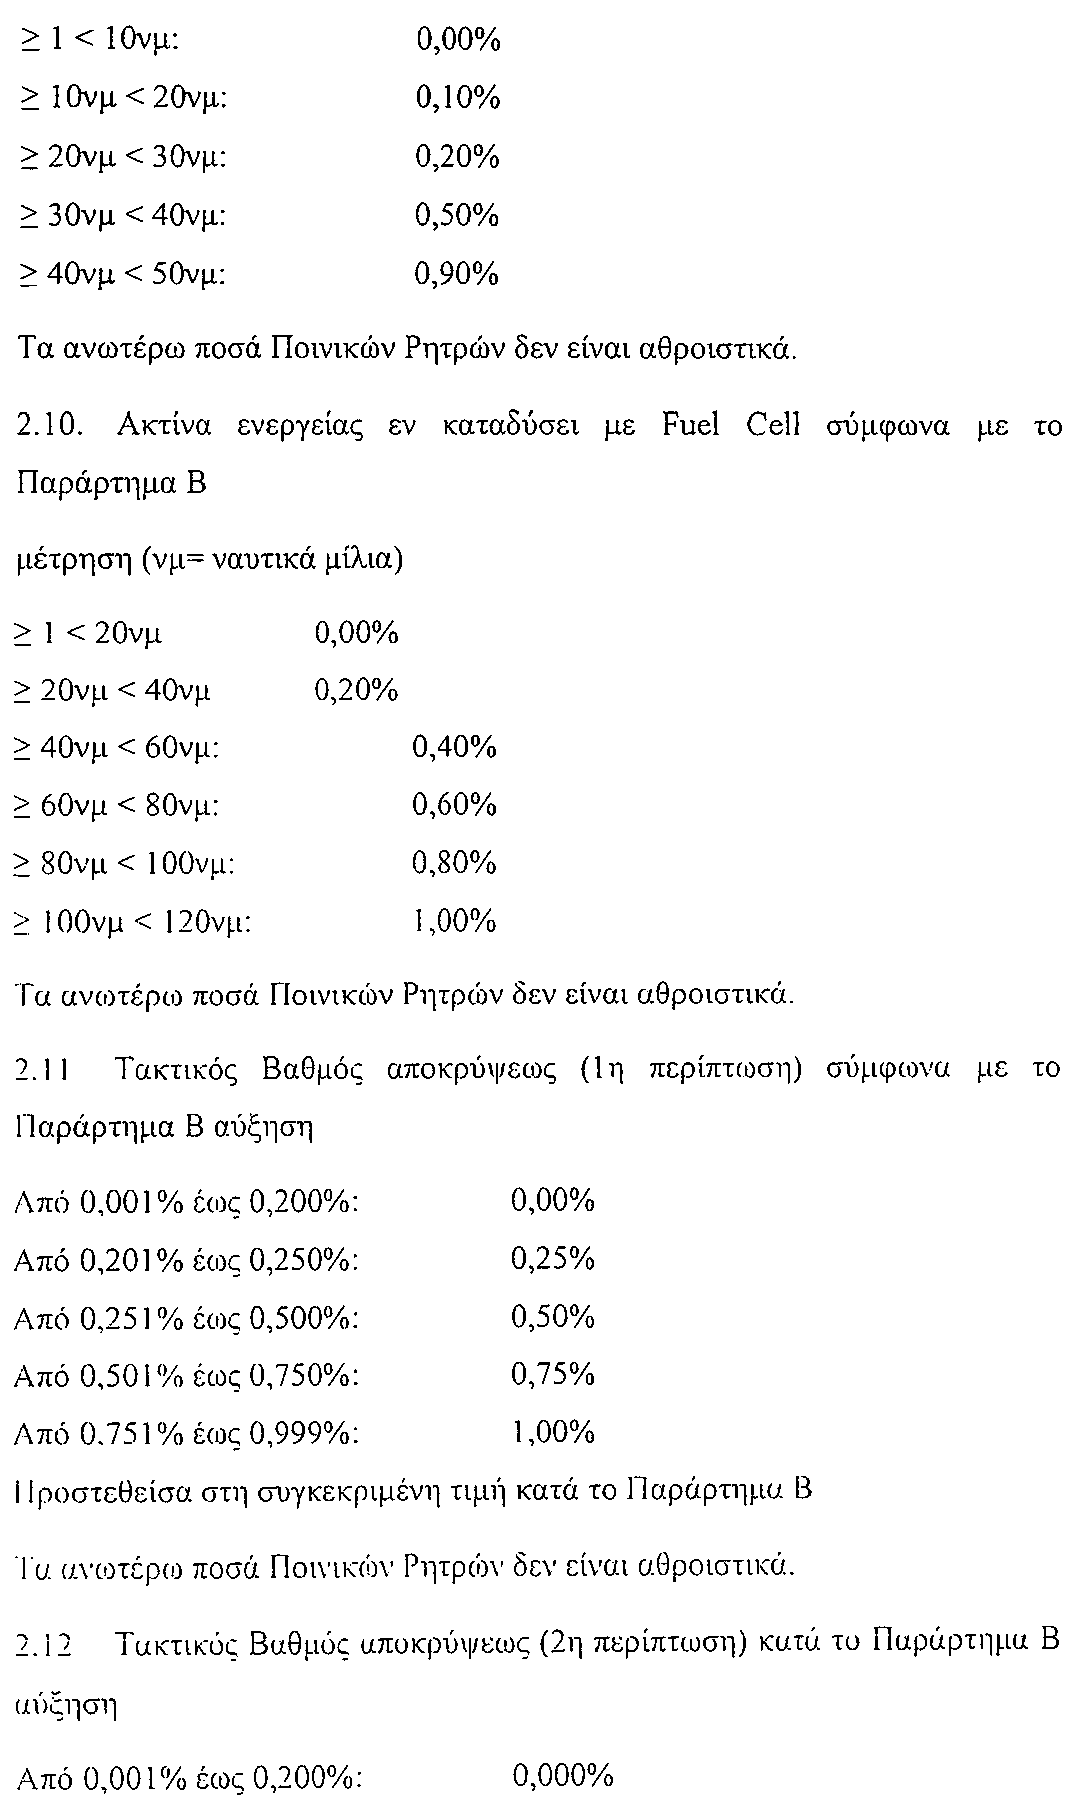 ≥ 1 < 10νμ: 0,00%
≥ 10νμ < 20νμ: 0,10%
≥ 20νμ < 30νμ: 0,20%
≥ 30νμ < 40νμ: 0,50%
≥ 40νμ < 50νμ: 0,90%
Τα ανωτέρω ποσά Ποινικών Ρητρών δεν είναι αθροιστικά.
2.10. Ακτίνα ενεργείας εν καταδύσει με Fuel Cell σύμφωνα με το
Παράρτημα Β
μέτρηση (νμ= ναυτικά μίλια)
≥ 1 < 20νμ 0,00%
≥ 20νμ < 40νμ 0,20%
≥ 40νμ < 60νμ: 0,40%
≥ 60νμ < 80νμ: 0,60%
≥ 80νμ < 100νμ: 0,80%
≥ 100νμ < 120νμ: 1,00%
Τα ανωτέρω ποσά Ποινικών Ρητρών δεν είναι αθροιστικά.
2.11 Τακτικός Βαθμός αποκρύψεως (1η περίπτωση) σύμφωνα με το
Παράρτημα Β αύξηση
Από 0,001% έως 0,200%: 0,00%
Από 0,201% έως 0,250%: 0,25%
Από 0,251% έως 0,500%: 0,50%
Από 0,501% έως 0,750%: 0,75%
Από 0.751% έως 0,999%: 1,00%
Προστεθείσα στη συγκεκριμένη τιμή κατά το Παράρτημα Β
Τα ανωτέρω ποσά Ποινικών Ρητρών δεν είναι αθροιστικά.
2.12 Τακτικός Βαθμός αποκρύψεως (2η περίπτωση) κατά το Παράρτημα Β
αύξηση
Από 0,001% έως 0,200%: 0,000%